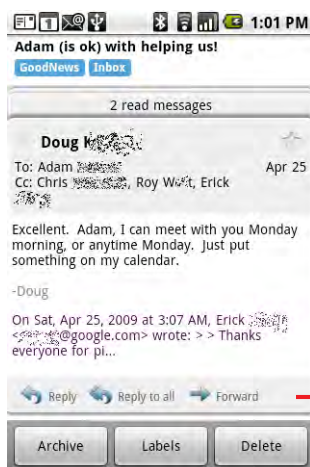 1:01 PM
Adam (is ok) with helping us!
GoodNews Inbox
2 read messages
Doug
To: Adam
Apr 25
Cc: Chris , Roy , Erick
Excellent. Adam, I can meet with you Monday
morning, or anytime Monday. Just put
something on my calendar.
-Doug
On Sat, Apr 25, 2009 at 3:07 AM, Erick
< @google.com> wrote: > > Thanks
everyone for pi...
Reply Reply to all Forward
Archive Labels Delete